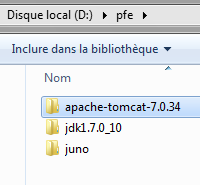 Disque local (D:) ▸ pfe ▸
Inclure dans la bibliothèque ▾
Nom
apache-tomcat-7.0.34
jdk1.7.0_10
juno